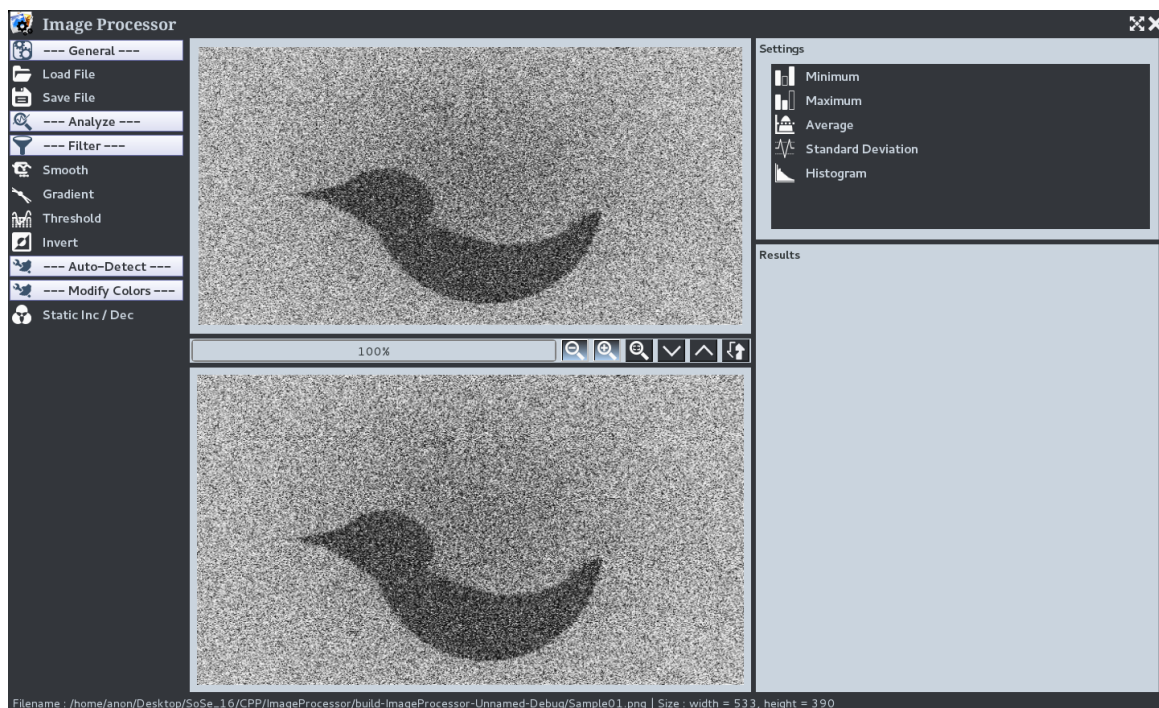 Image Processor
--- General ---
Load File
Save File
--- Analyze ---
--- Filter ---
Smooth
Gradient
Threshold
Invert
--- Auto-Detect ---
--- Modify Colors ---
Static Inc / Dec
100%
Settings
Minimum
Maximum
Average
Standard Deviation
Histogram
Results
Filename : /home/anon/Desktop/SoSe_16/CPP/ImageProcessor/build-ImageProcessor-Unnamed-Debug/Sample01.png | Size : width = 533, height = 390